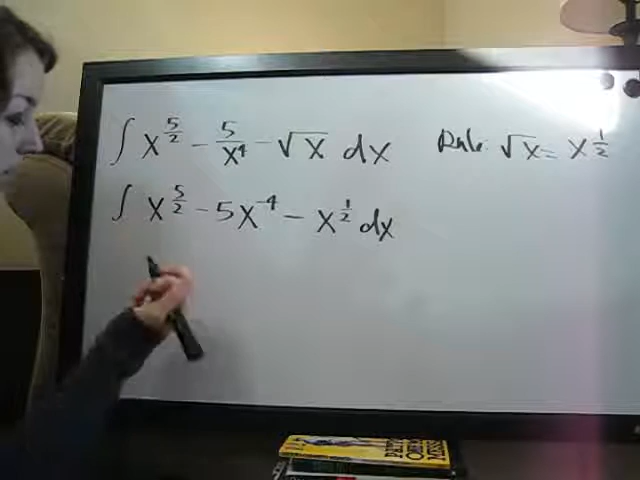 ∫ x^(5/2) - 5/x^4 - √x dx Rule: √x = x^(1/2)
∫ x^(5/2) - 5x^-4 - x^(1/2) dx